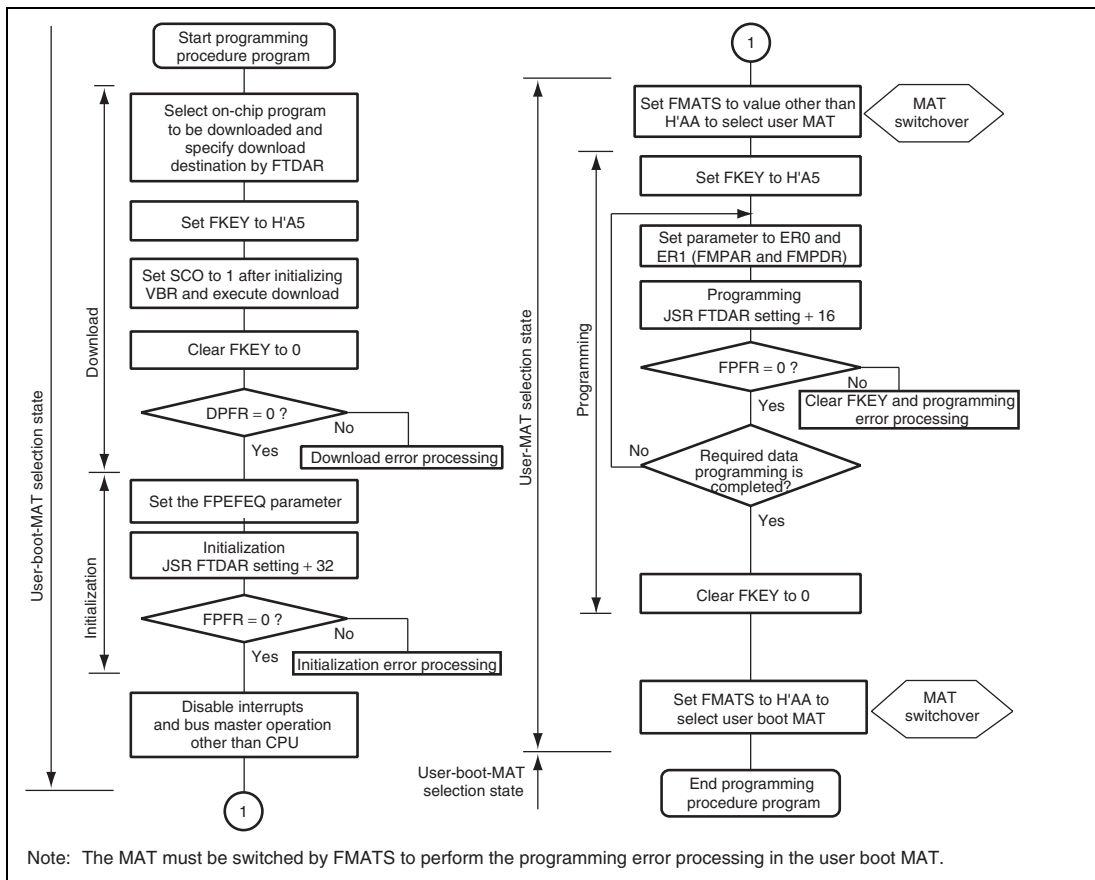 Start programming
procedure program
Select on-chip program
to be downloaded and
specify download
destination by FTDAR
Set FKEY to H'A5
Set SCO to 1 after initializing
VBR and execute download
Clear FKEY to 0
DPFR = 0 ?
No
Yes
Download error processing
Set the FPEFEQ parameter
Initialization
JSR FTDAR setting + 32
FPFR = 0 ?
No
Yes
Initialization error processing
Disable interrupts
and bus master operation
other than CPU
1
Download
Initialization
User-boot-MAT selection state
1
Set FMATS to value other than
H'AA to select user MAT
MAT
switchover
Set FKEY to H'A5
Set parameter to ER0 and
ER1 (FMPAR and FMPDR)
Programming
JSR FTDAR setting + 16
FPFR = 0 ?
No
Yes
Clear FKEY and programming
error processing
No
Required data
programming is
completed?
Yes
Clear FKEY to 0
Set FMATS to H'AA to
select user boot MAT
MAT
switchover
End programming
procedure program
Programming
User-MAT selection state
User-boot-MAT
selection state
Note: The MAT must be switched by FMATS to perform the programming error processing in the user boot MAT.